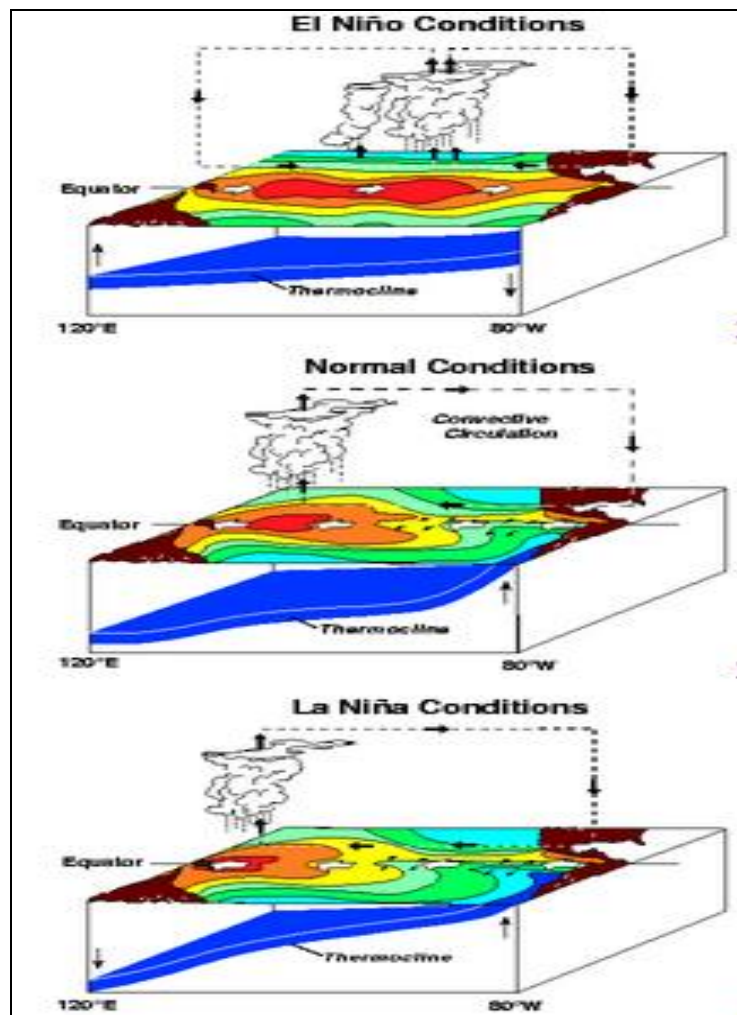 El Niño Conditions
Equator
Thermocline
120°E 80°W
Normal Conditions
Convective
Circulation
Equator
Thermocline
120°E 80°W
La Niña Conditions
Equator
Thermocline
120°E 80°W